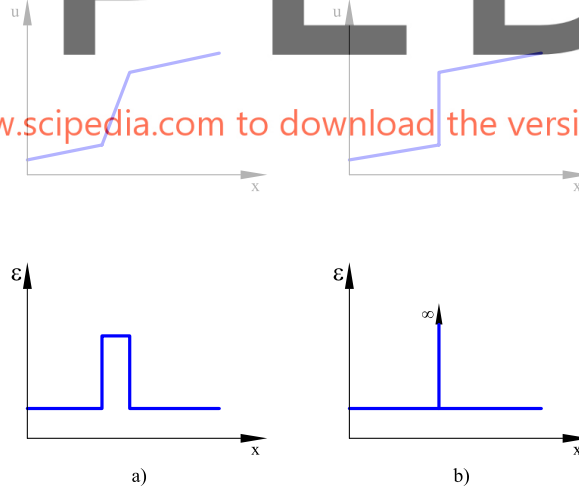 u
u
w.scipedia.com to download the versi
x
x
ε
ε
∞
x
x
a)
b)